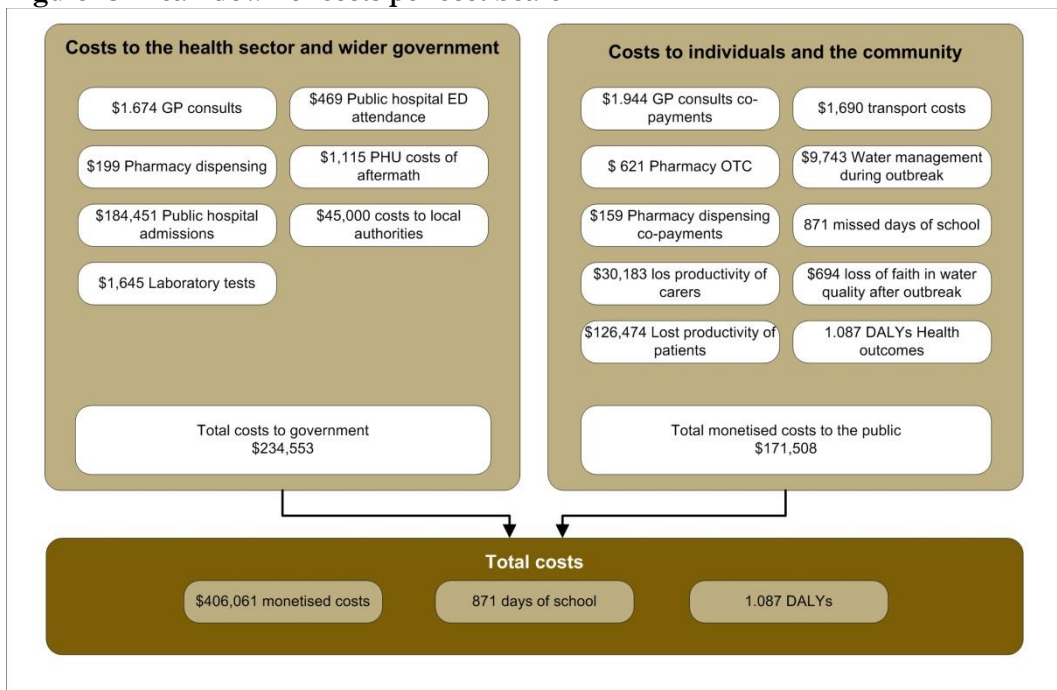 Breakdown of costs per cost bearer
Costs to the health sector and wider government
$1.674 GP consults
$469 Public hospital ED
attendance
$199 Pharmacy dispensing
$1,115 PHU costs of
aftermath
$184,451 Public hospital
admissions
$45,000 costs to local
authorities
$1,645 Laboratory tests
Total costs to government
$234,553
Costs to individuals and the community
$1.944 GP consults co-
payments
$1,690 transport costs
$ 621 Pharmacy OTC
$9,743 Water management
during outbreak
$159 Pharmacy dispensing
co-payments
871 missed days of school
$30,183 los productivity of
carers
$694 loss of faith in water
quality after outbreak
$126,474 Lost productivity of
patients
1.087 DALYs Health
outcomes
Total monetised costs to the public
$171,508
Total costs
$406,061 monetised costs
871 days of school
1.087 DALYs